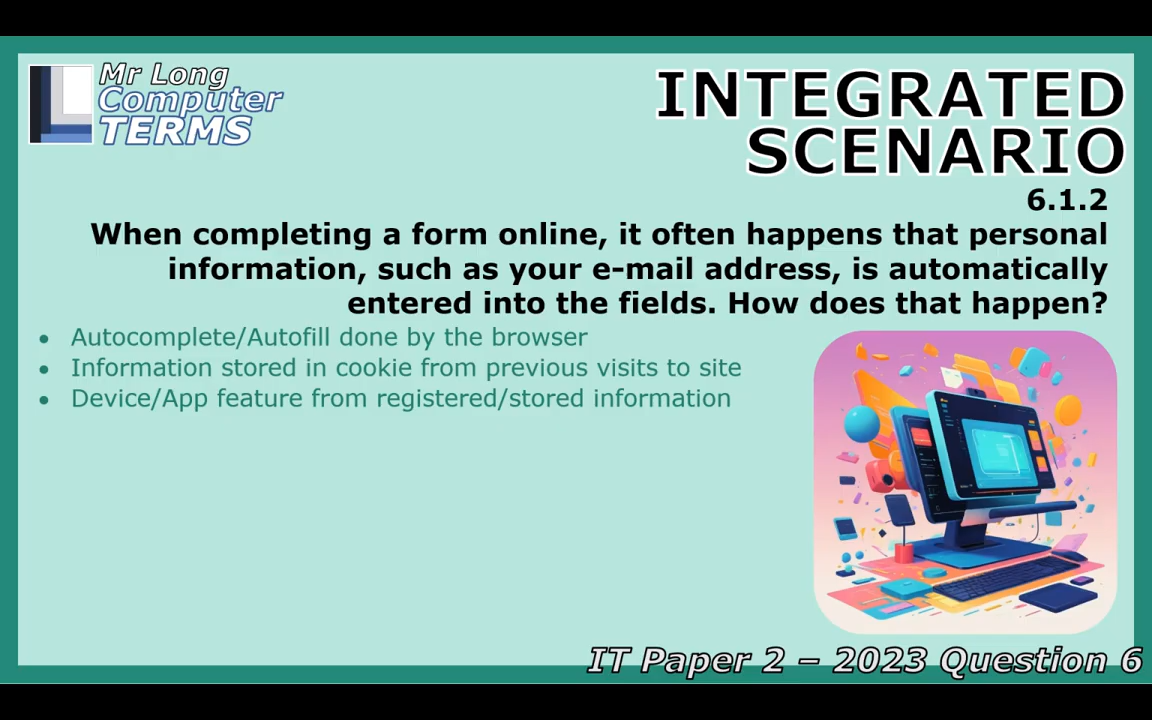 Mr Long
Computer
TERMS
INTEGRATED
SCENARIO
6.1.2
When completing a form online, it often happens that personal
information, such as your e-mail address, is automatically
entered into the fields. How does that happen?
• Autocomplete/Autofill done by the browser
• Information stored in cookie from previous visits to site
• Device/App feature from registered/stored information
IT Paper 2 – 2023 Question 6